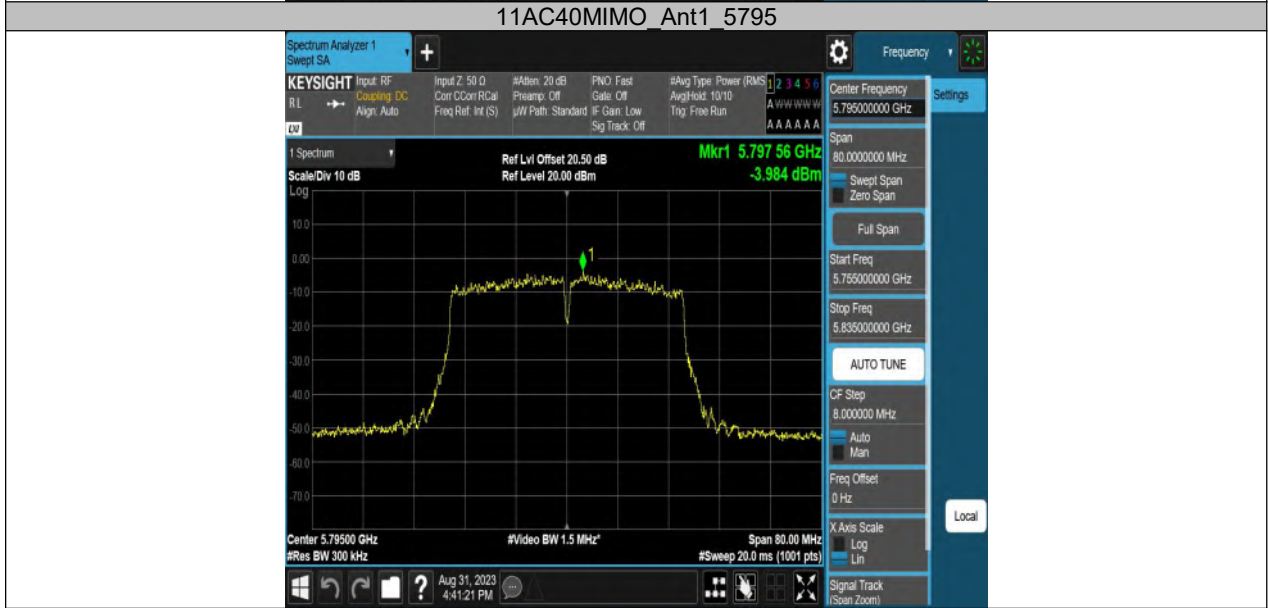 11AC40MIMO_Ant1_5795
Spectrum Analyzer 1
Swept SA
+
Frequency
KEYSIGHT
RL
LXI
Input: RF
Coupling: DC
Align: Auto
Input Z: 50 Ω
Corr CCorr RCal
Freq Ref: Int (S)
#Atten: 20 dB
Preamp: Off
µW Path: Standard
PNO: Fast
Gate: Off
IF Gain: Low
Sig Track: Off
#Avg Type: Power (RMS
Avg|Hold: 10/10
Trig: Free Run
1 2 3 4 5 6
A W W W W W
A A A A A A
1 Spectrum
Scale/Div 10 dB
Ref Lvl Offset 20.50 dB
Ref Level 20.00 dBm
Mkr1 5.797 56 GHz
-3.984 dBm
Log
10.0
0.00
-10.0
-20.0
-30.0
-40.0
-50.0
-60.0
-70.0
1
Center 5.79500 GHz
#Res BW 300 kHz
#Video BW 1.5 MHz*
Span 80.00 MHz
#Sweep 20.0 ms (1001 pts)
?
Aug 31, 2023
4:41:21 PM
Center Frequency
5.795000000 GHz
Settings
Span
80.0000000 MHz
Swept Span
Zero Span
Full Span
Start Freq
5.755000000 GHz
Stop Freq
5.835000000 GHz
AUTO TUNE
CF Step
8.000000 MHz
Auto
Man
Freq Offset
0 Hz
X Axis Scale
Log
Lin
Local
Signal Track
(Span Zoom)